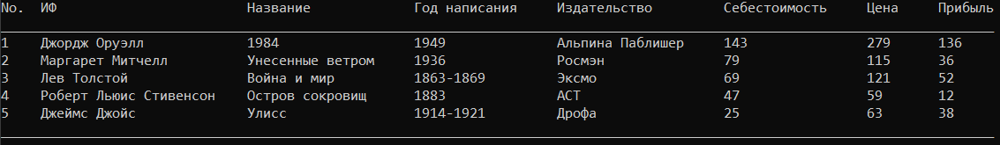 No. ИФ Название Год написания Издательство Себестоимость Цена Прибыль
1 Джордж Оруэлл 1984 1949 Альпина Паблишер 143 279 136
2 Маргарет Митчелл Унесенные ветром 1936 Росмэн 79 115 36
3 Лев Толстой Война и мир 1863-1869 Эксмо 69 121 52
4 Роберт Льюис Стивенсон Остров сокровищ 1883 АСТ 47 59 12
5 Джеймс Джойс Улисс 1914-1921 Дрофа 25 63 38